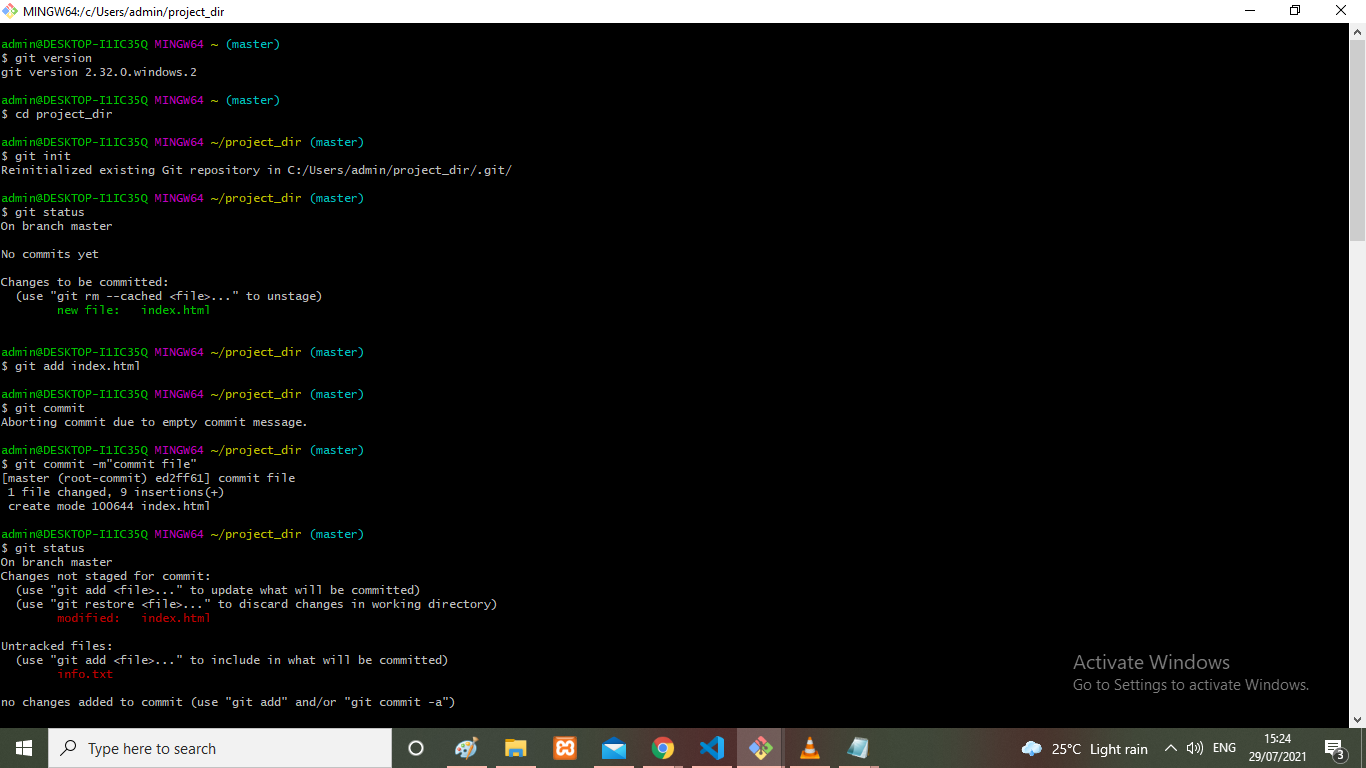 MINGW64:/c/Users/admin/project_dir
admin@DESKTOP-I1IC35Q MINGW64 ~ (master)
$ git version
git version 2.32.0.windows.2
admin@DESKTOP-I1IC35Q MINGW64 ~ (master)
$ cd project_dir
admin@DESKTOP-I1IC35Q MINGW64 ~/project_dir (master)
$ git init
Reinitialized existing Git repository in C:/Users/admin/project_dir/.git/
admin@DESKTOP-I1IC35Q MINGW64 ~/project_dir (master)
$ git status
On branch master
No commits yet
Changes to be committed:
  (use "git rm --cached <file>..." to unstage)
        new file:   index.html
admin@DESKTOP-I1IC35Q MINGW64 ~/project_dir (master)
$ git add index.html
admin@DESKTOP-I1IC35Q MINGW64 ~/project_dir (master)
$ git commit
Aborting commit due to empty commit message.
admin@DESKTOP-I1IC35Q MINGW64 ~/project_dir (master)
$ git commit -m"commit file"
[master (root-commit) ed2ff61] commit file
 1 file changed, 9 insertions(+)
 create mode 100644 index.html
admin@DESKTOP-I1IC35Q MINGW64 ~/project_dir (master)
$ git status
On branch master
Changes not staged for commit:
  (use "git add <file>..." to update what will be committed)
  (use "git restore <file>..." to discard changes in working directory)
        modified:   index.html
Untracked files:
  (use "git add <file>..." to include in what will be committed)
        info.txt
no changes added to commit (use "git add" and/or "git commit -a")
Activate Windows
Go to Settings to activate Windows.
Type here to search
25°C Light rain
ENG
15:24
29/07/2021
3